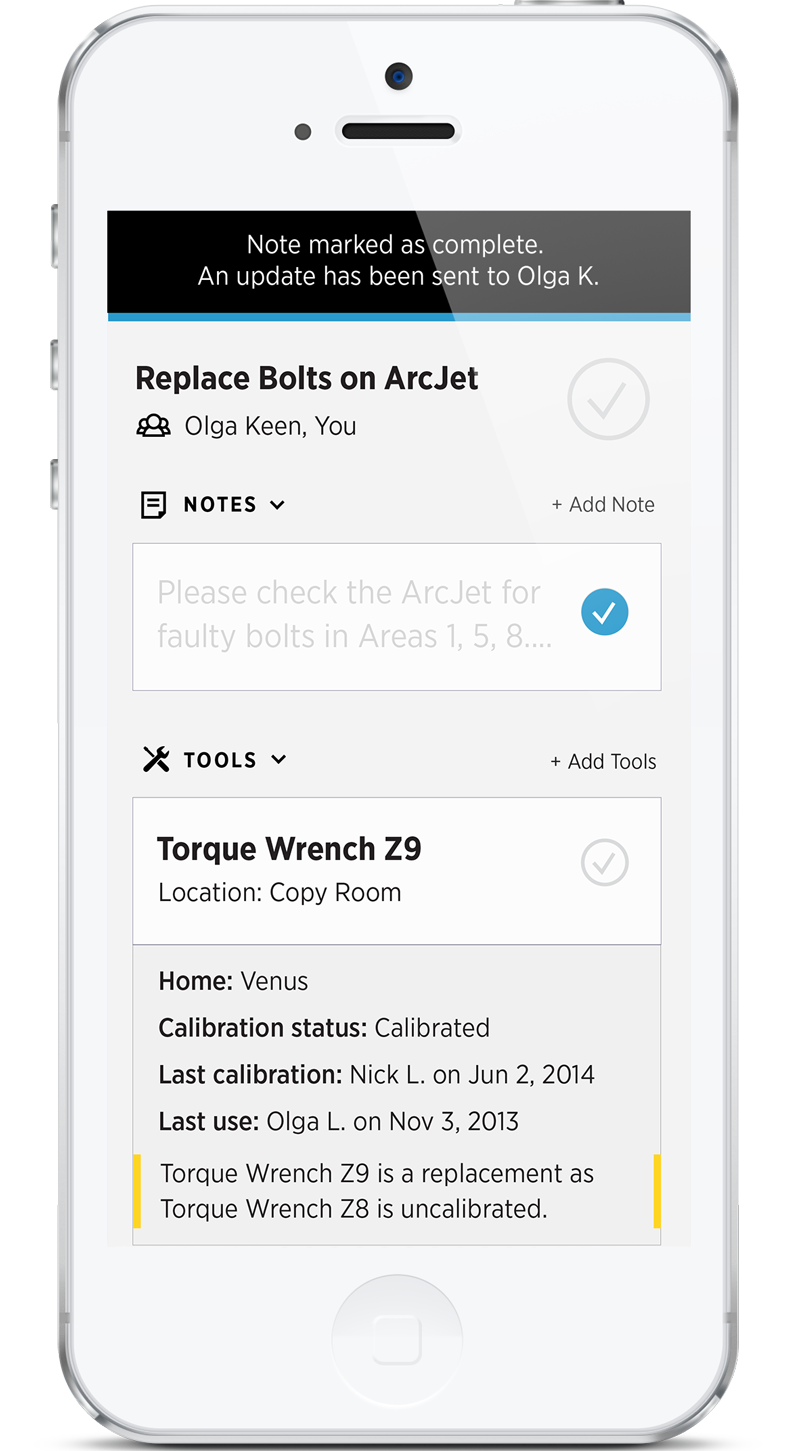 Note marked as complete.
An update has been sent to Olga K.
Replace Bolts on ArcJet
Olga Keen, You
NOTES
+ Add Note
Please check the ArcJet for
faulty bolts in Areas 1, 5, 8....
TOOLS
+ Add Tools
Torque Wrench Z9
Location: Copy Room
Home: Venus
Calibration status: Calibrated
Last calibration: Nick L. on Jun 2, 2014
Last use: Olga L. on Nov 3, 2013
Torque Wrench Z9 is a replacement as
Torque Wrench Z8 is uncalibrated.